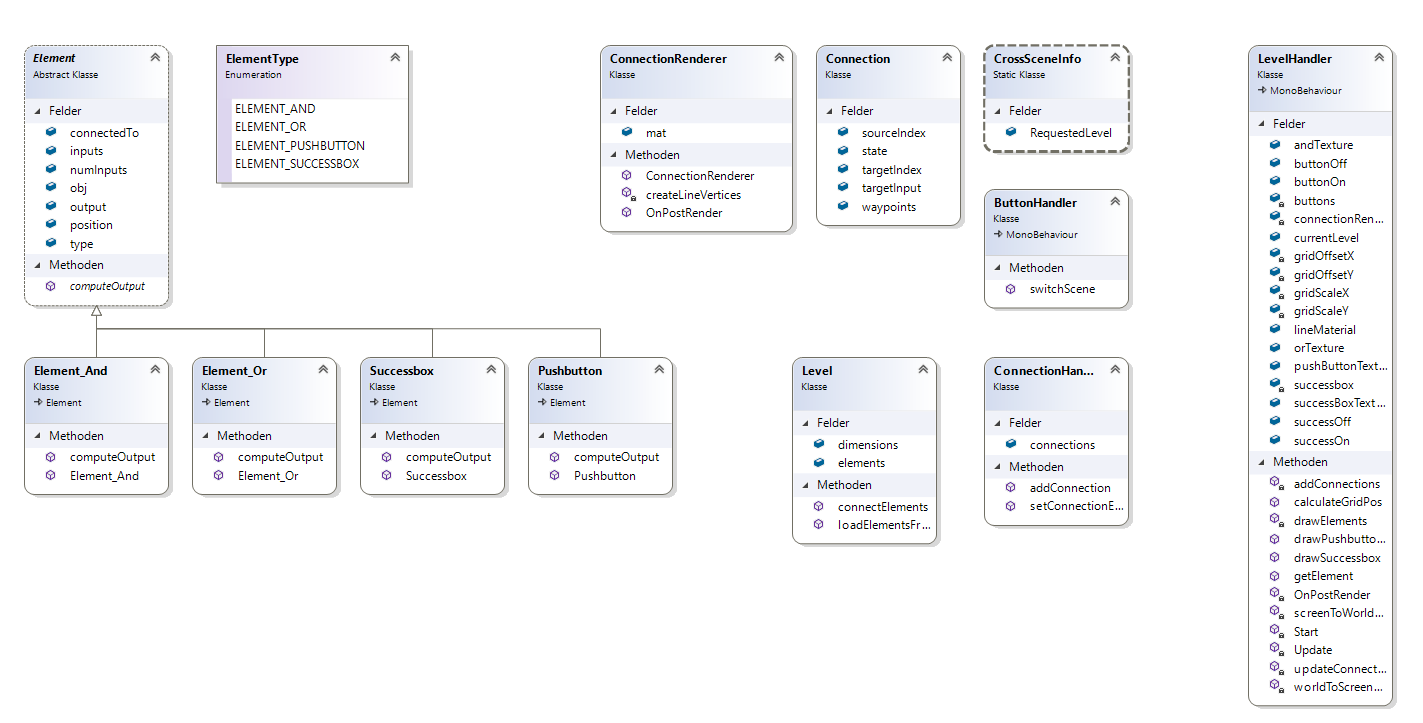 Element
Abstract Klasse
Felder
connectedTo
inputs
numInputs
obj
output
position
type
Methoden
computeOutput
ElementType
Enumeration
ELEMENT_AND
ELEMENT_OR
ELEMENT_PUSHBUTTON
ELEMENT_SUCCESSBOX
ConnectionRenderer
Klasse
Felder
mat
Methoden
ConnectionRenderer
createLineVertices
OnPostRender
Connection
Klasse
Felder
sourceIndex
state
targetIndex
targetInput
waypoints
CrossSceneInfo
Static Klasse
Felder
RequestedLevel
ButtonHandler
Klasse
MonoBehaviour
Methoden
switchScene
LevelHandler
Klasse
MonoBehaviour
Felder
andTexture
buttonOff
buttonOn
buttons
connectionRen...
currentLevel
gridOffsetX
gridOffsetY
gridScaleX
gridScaleY
lineMaterial
orTexture
pushButtonText...
successbox
successBoxText...
successOff
successOn
Methoden
addConnections
calculateGridPos
drawElements
drawPushbutto...
drawSuccessbox
getElement
OnPostRender
screenToWorld...
Start
Update
updateConnect...
worldToScreen...
Element_And
Klasse
Element
Methoden
computeOutput
Element_And
Element_Or
Klasse
Element
Methoden
computeOutput
Element_Or
Successbox
Klasse
Element
Methoden
computeOutput
Successbox
Pushbutton
Klasse
Element
Methoden
computeOutput
Pushbutton
Level
Klasse
Felder
dimensions
elements
Methoden
connectElements
loadElementsFr...
ConnectionHan...
Klasse
Felder
connections
Methoden
addConnection
setConnectionE...